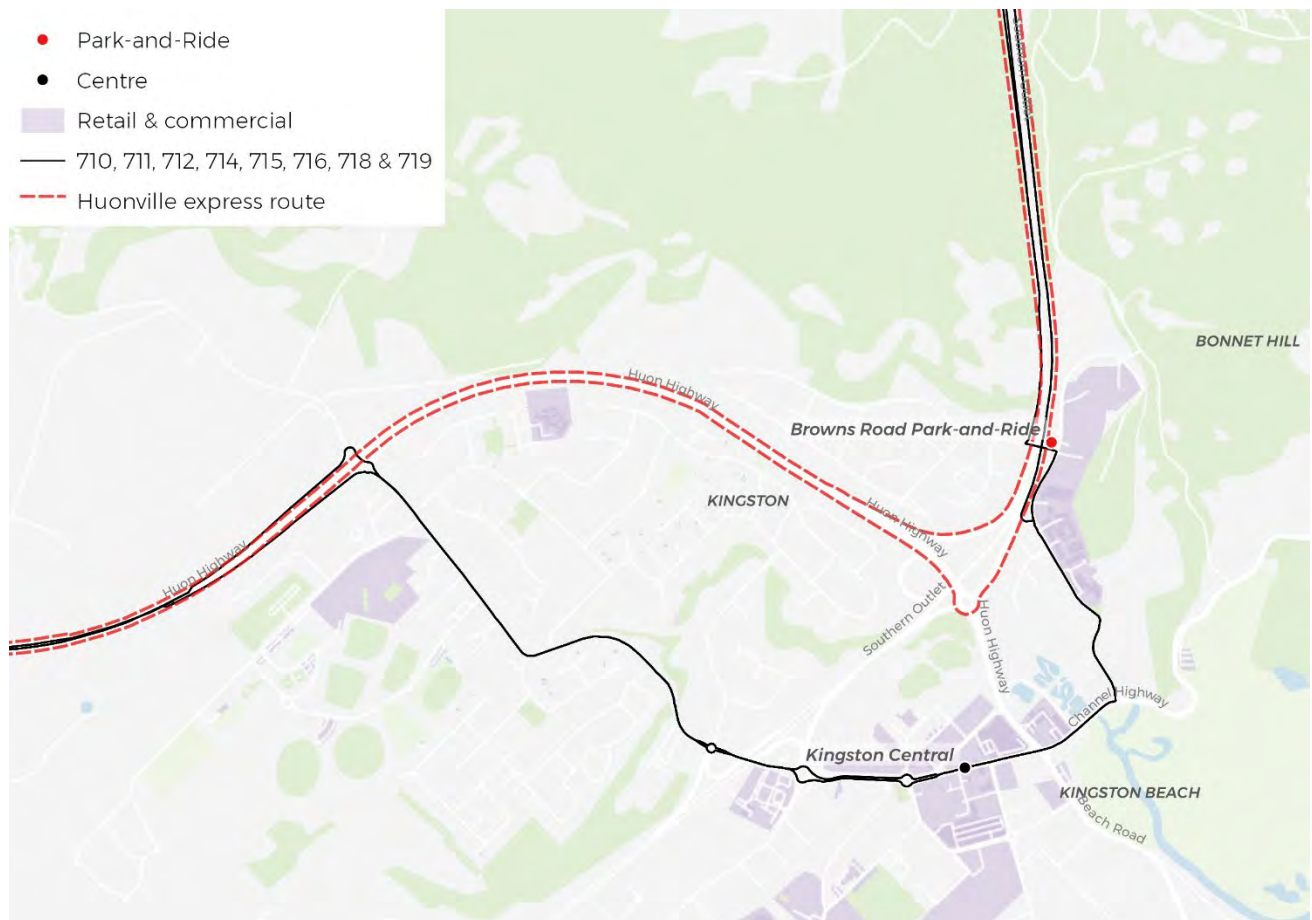 Park-and-Ride
Centre
Retail & commercial
710, 711, 712, 714, 715, 716, 718 & 719
Huonville express route
BONNET HILL
Huon Highway
Browns Road Park-and-Ride
KINGSTON
Huon Highway
Huon Highway
Southern Outlet
Huon Highway
Channel Highway
Kingston Central
KINGSTON BEACH
Beach Road